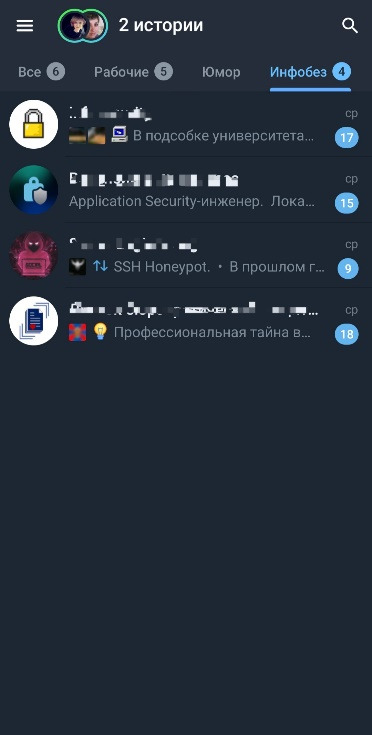 2 истории
Все 6 Рабочие 5 Юмор Инфобез 4
ср
В подсобке университета... 17
ср
Application Security-инженер. Лока... 15
ср
SSH Honeypot. • В прошлом г... 9
ср
Профессиональная тайна в... 18